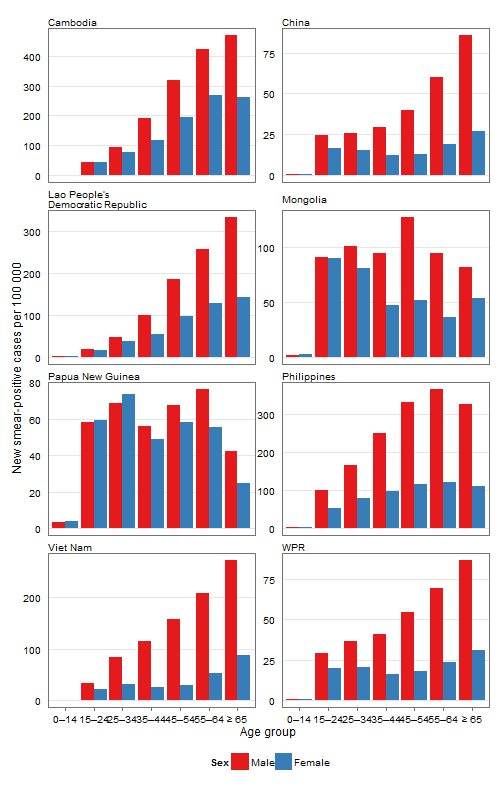 Cambodia
China
400
300
200
100
0
75
50
25
0
Lao People's
Democratic Republic
Mongolia
300
200
100
0
100
50
0
New smear-positive cases per 100 000
Papua New Guinea
Philippines
80
60
40
20
0
300
200
100
0
Viet Nam
WPR
200
100
0
75
50
25
0
0–14 15–24 25–34 35–44 45–54 55–64 ≥ 65
0–14 15–24 25–34 35–44 45–54 55–64 ≥ 65
Age group
Sex Male Female